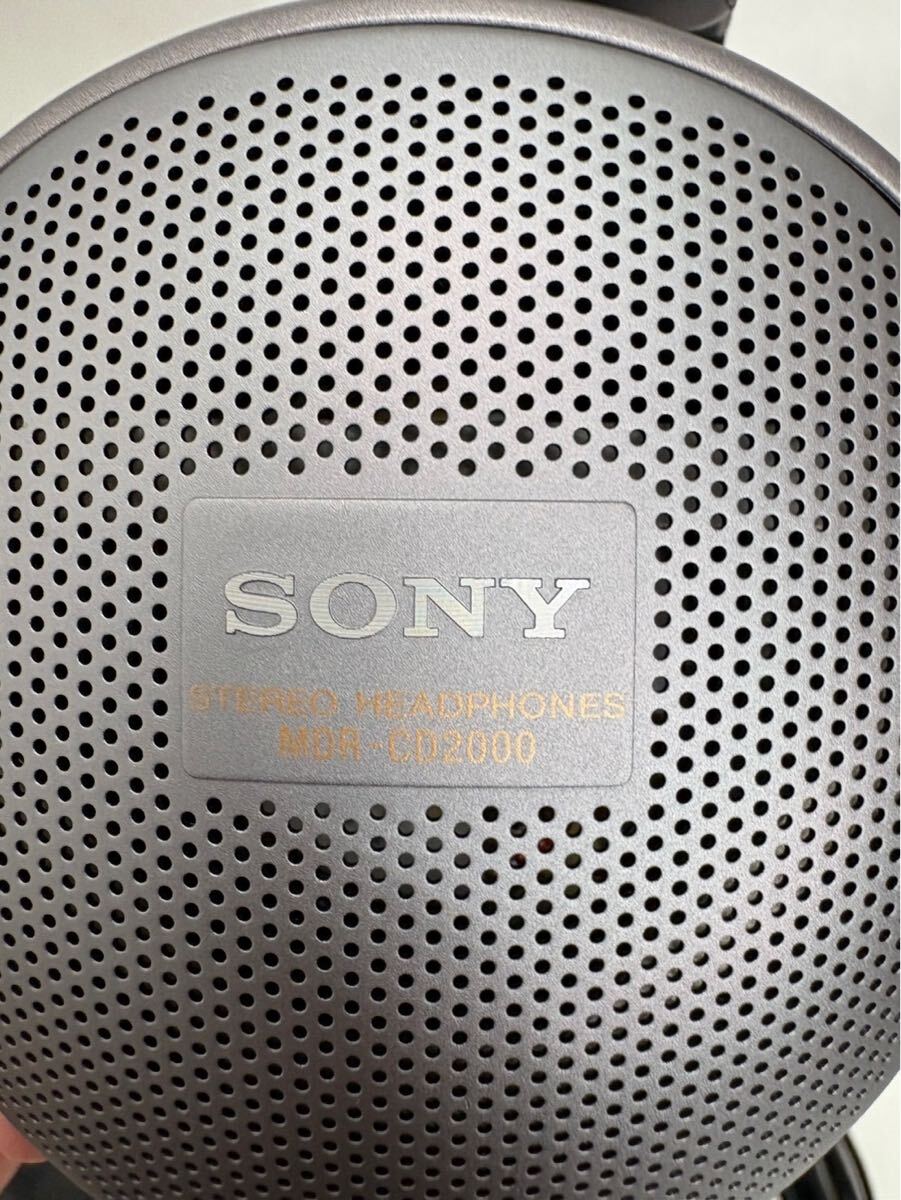 SONY
STEREO HEADPHONES
MDR-CD2000